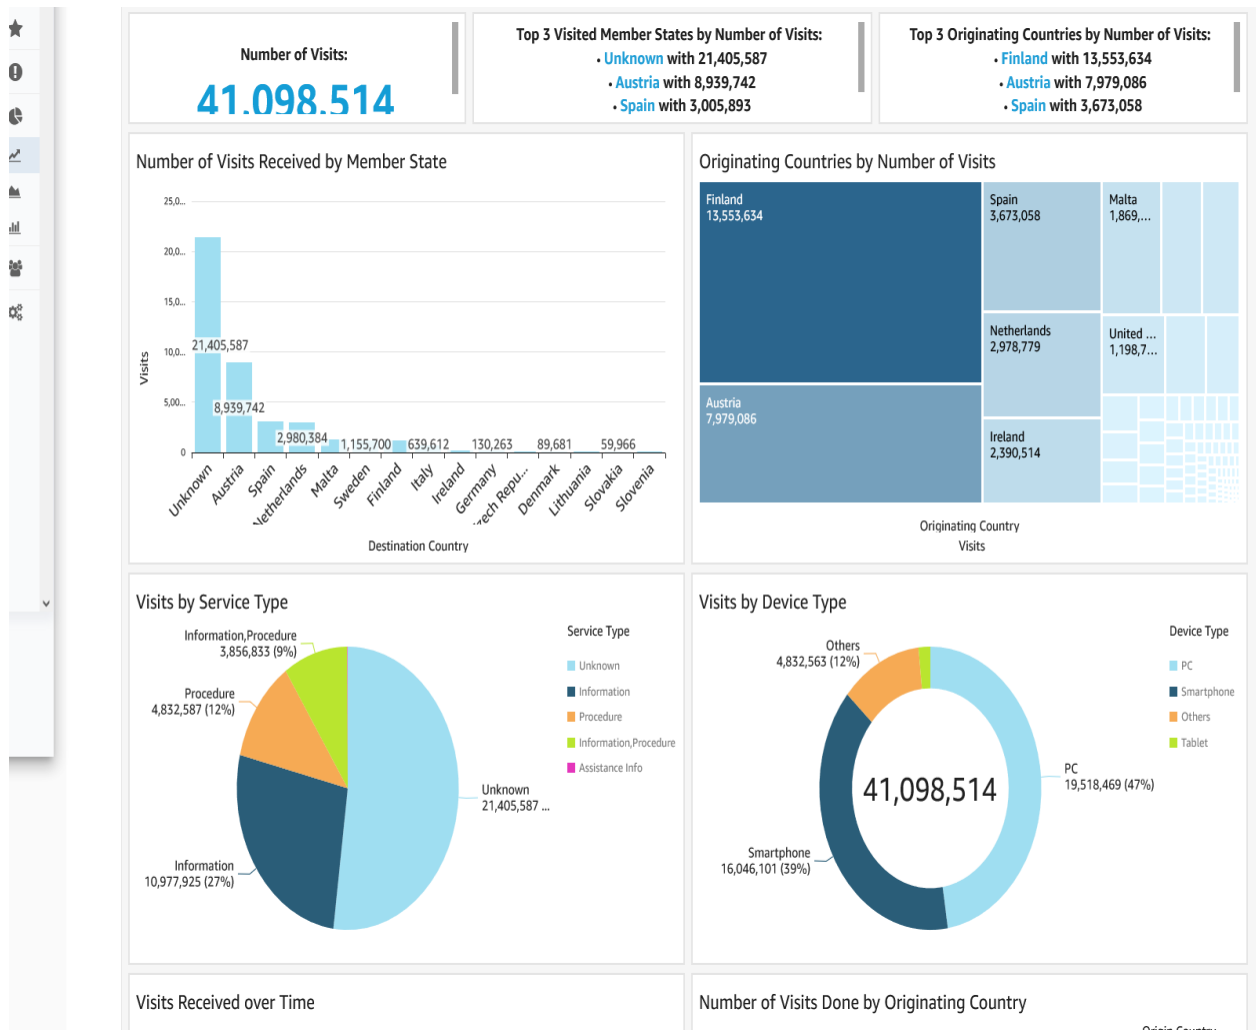 Number of Visits:
41,098,514
Top 3 Visited Member States by Number of Visits:
• Unknown with 21,405,587
• Austria with 8,939,742
• Spain with 3,005,893
Top 3 Originating Countries by Number of Visits:
• Finland with 13,553,634
• Austria with 7,979,086
• Spain with 3,673,058
Number of Visits Received by Member State
25,0...
20,0...
15,0...
10,0...
5,00...
0
Visits
21,405,587
8,939,742
2,980,384
1,155,700
639,612
130,263
89,681
59,966
Unknown
Austria
Spain
Netherlands
Malta
Sweden
Finland
Italy
Ireland
Germany
zech Repu...
Denmark
Lithuania
Slovakia
Slovenia
Destination Country
Originating Countries by Number of Visits
Finland
13,553,634
Austria
7,979,086
Spain
3,673,058
Netherlands
2,978,779
Ireland
2,390,514
Malta
1,869,...
United ...
1,198,7...
Originating Country
Visits
Visits by Service Type
Information,Procedure
3,856,833 (9%)
Procedure
4,832,587 (12%)
Information
10,977,925 (27%)
Unknown
21,405,587 ...
Service Type
Unknown
Information
Procedure
Information,Procedure
Assistance Info
Visits by Device Type
Others
4,832,563 (12%)
PC
19,518,469 (47%)
Smartphone
16,046,101 (39%)
41,098,514
Device Type
PC
Smartphone
Others
Tablet
Visits Received over Time
Number of Visits Done by Originating Country
Origin Country